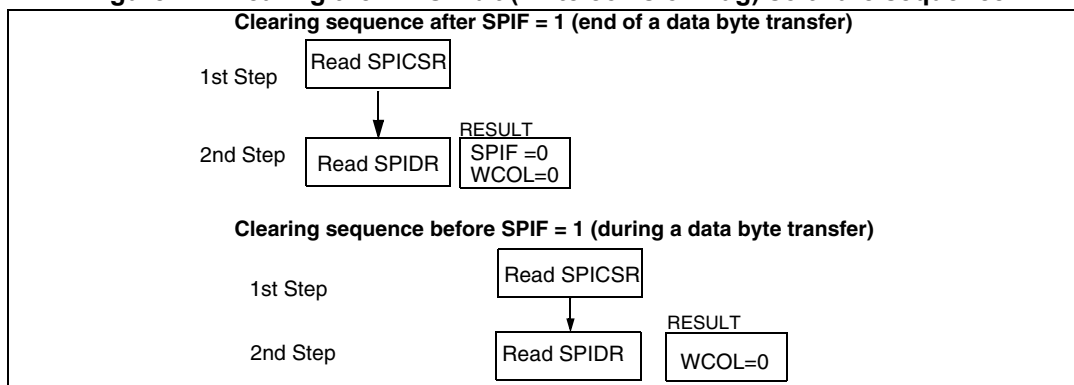 Clearing sequence after SPIF = 1 (end of a data byte transfer)
1st Step
Read SPICSR
2nd Step
Read SPIDR
RESULT
SPIF =0
WCOL=0
Clearing sequence before SPIF = 1 (during a data byte transfer)
1st Step
Read SPICSR
2nd Step
Read SPIDR
RESULT
WCOL=0